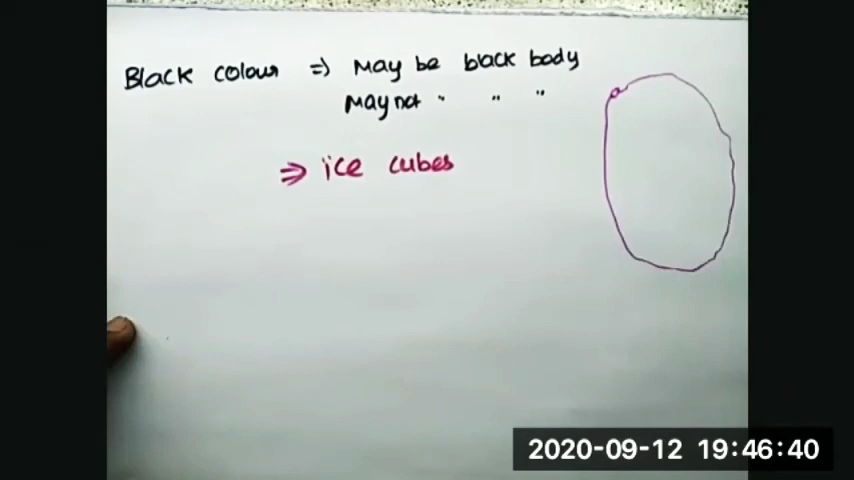 Black colour => May be black body
May not " " "
=> ice cubes
2020-09-12 19:46:40